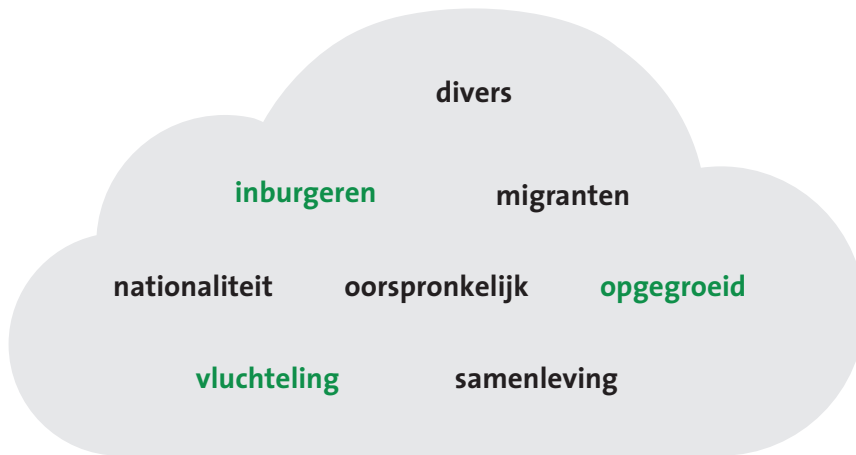 divers
inburgeren migranten
nationaliteit oorspronkelijk opgegroeid
vluchteling samenleving